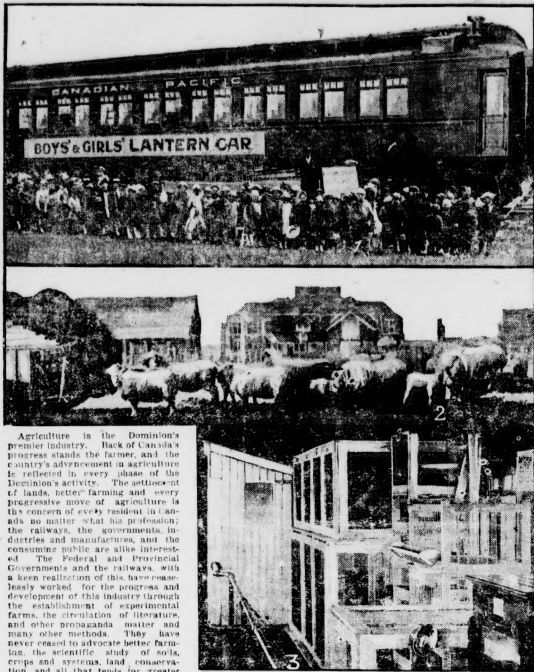 CANADIAN PACIFIC
BOYS' & GIRLS' LANTERN CAR
2
Agriculture is the Dominion's
premier industry. Back of Canada's
progress stands the farmer, and the
country's advancement in agriculture
is reflected in every phase of the
Dominion's activity. The settlement
of lands, better farming and every
progressive move of agriculture is
the concern of every resident in Can-
ada no matter what his profession;
the railways, the governments, in-
dustries and manufactures, and the
consuming public are alike interest-
ed The Federal and Provincial
Governments and the railways, with
a keen realization of this, have cease-
lessly worked for the progress and
development of this industry through
the establishment of experimental
farms, the circulation of literature,
and other propaganda matter and
many other methods. They have
never ceased to advocate better farm-
ing, the scientific study of soils,
crops and systems, land conserva-
tion and all that tends for greater
3